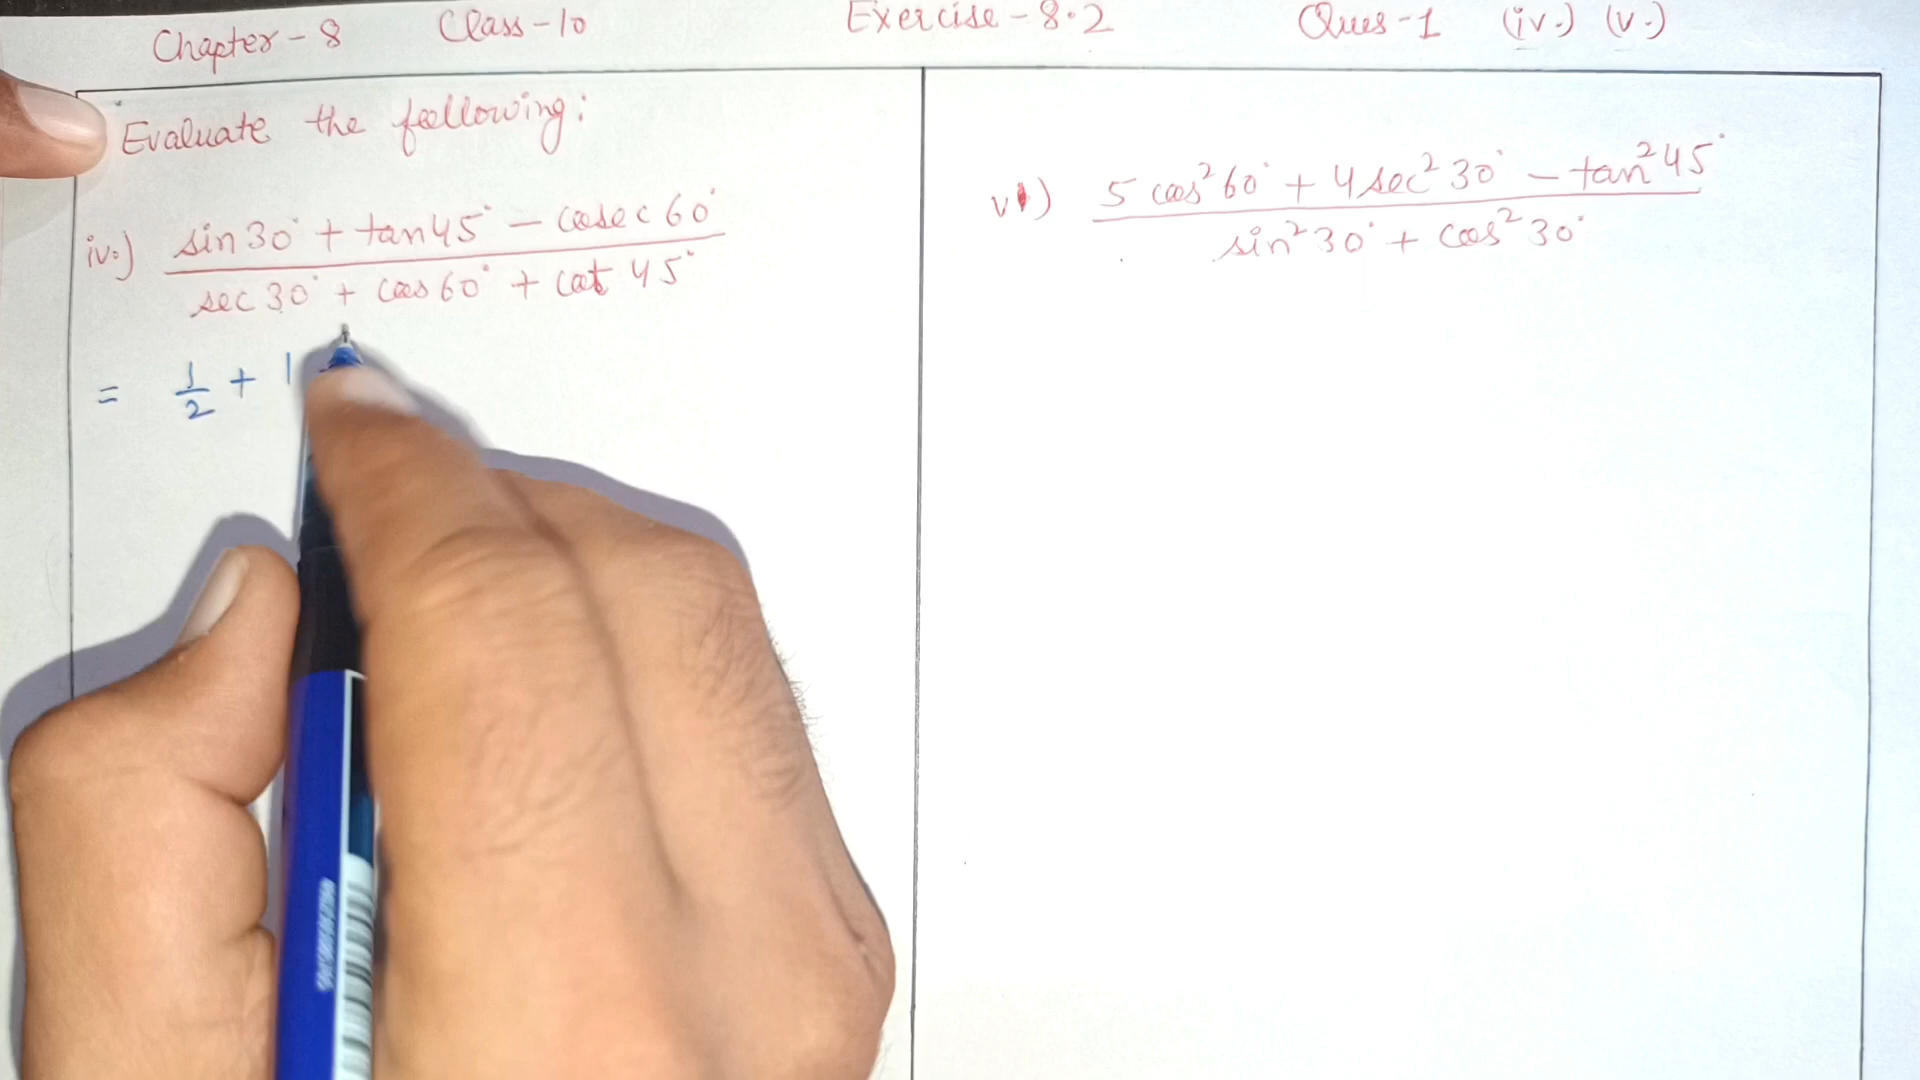 Chapter - 8 Class - 10 Exercise - 8.2 Ques - 1 (iv.) (v.)
Evaluate the following:
iv.) sin 30° + tan 45° - cosec 60°
sec 30° + cos 60° + cot 45°
= 1/2 + 1
v) 5 cos² 60° + 4 sec² 30° - tan² 45°
sin² 30° + cos² 30°